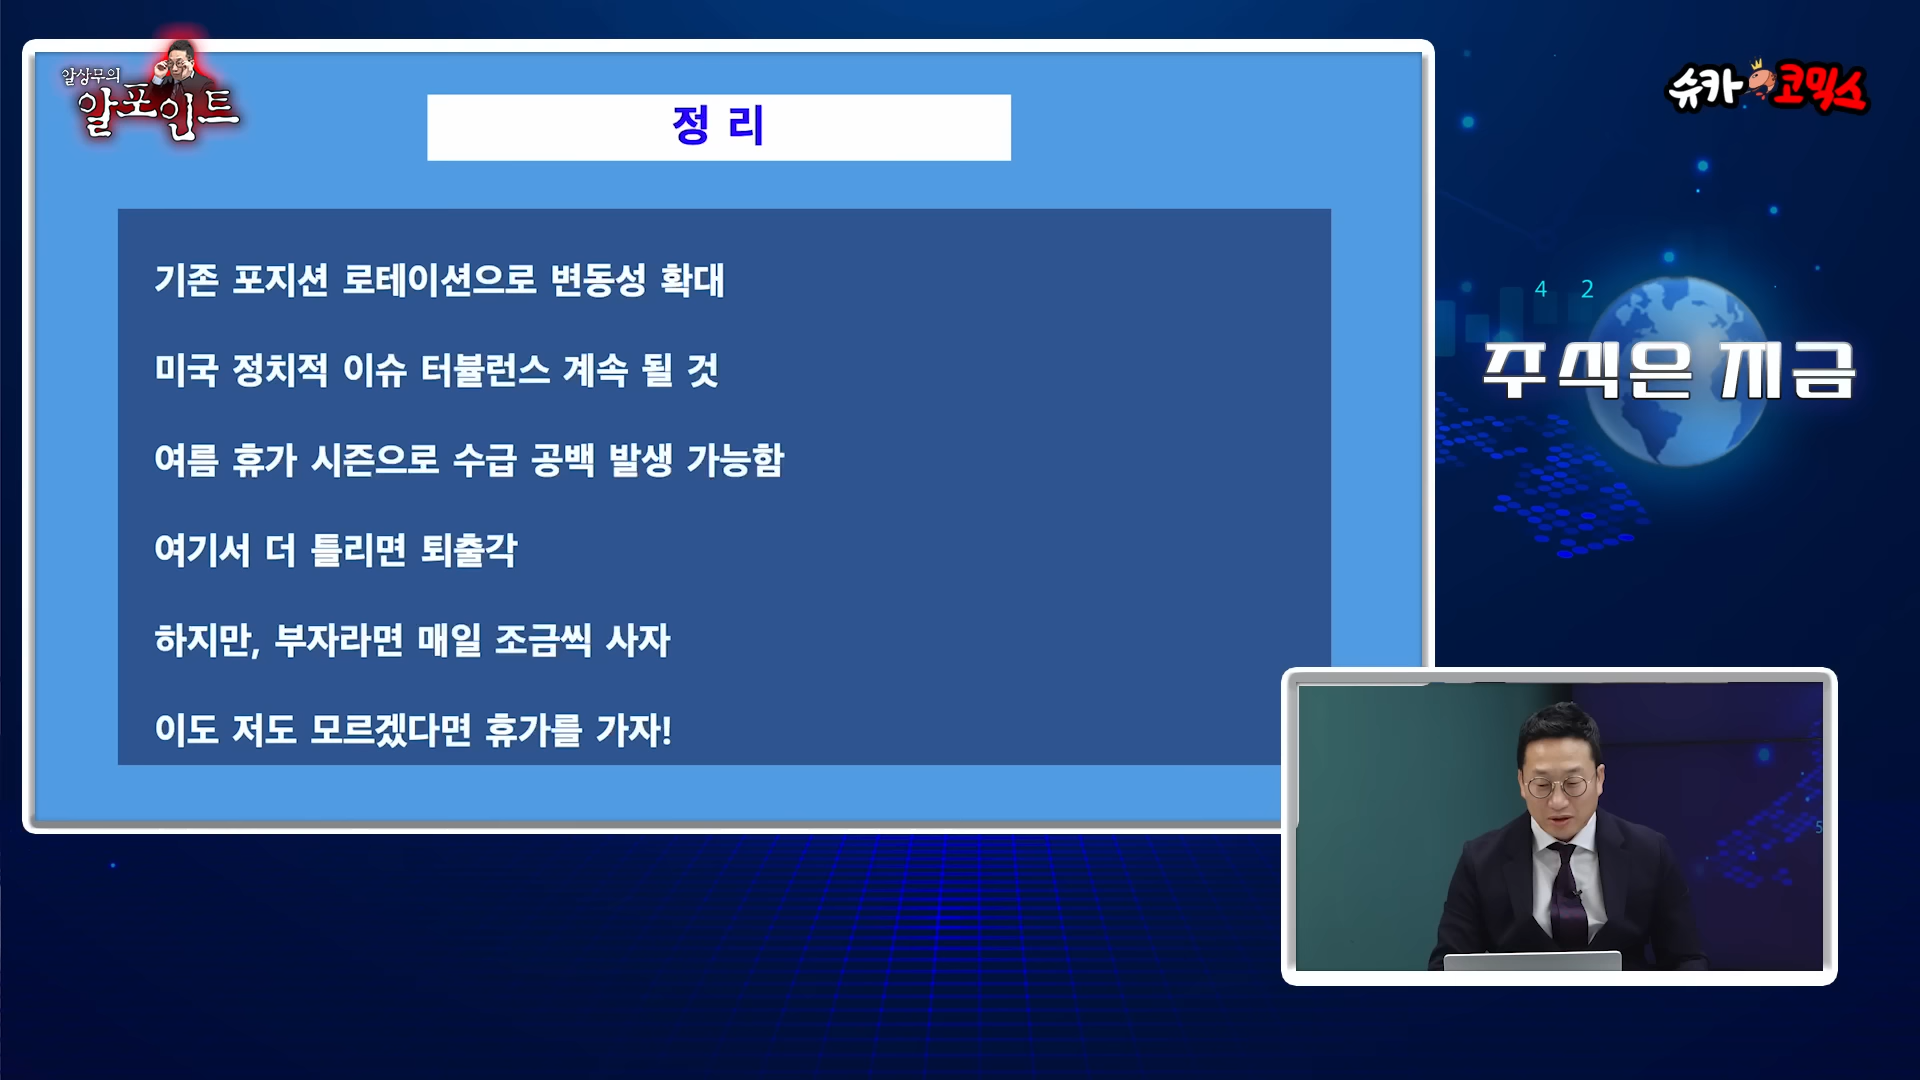 알상무의
알포인트
슈카코믹스
정 리
기존 포지션 로테이션으로 변동성 확대
미국 정치적 이슈 터뷸런스 계속 될 것
여름 휴가 시즌으로 수급 공백 발생 가능함
여기서 더 틀리면 퇴출각
하지만, 부자라면 매일 조금씩 사자
이도 저도 모르겠다면 휴가를 가자!
4 2
주식은 지금
5